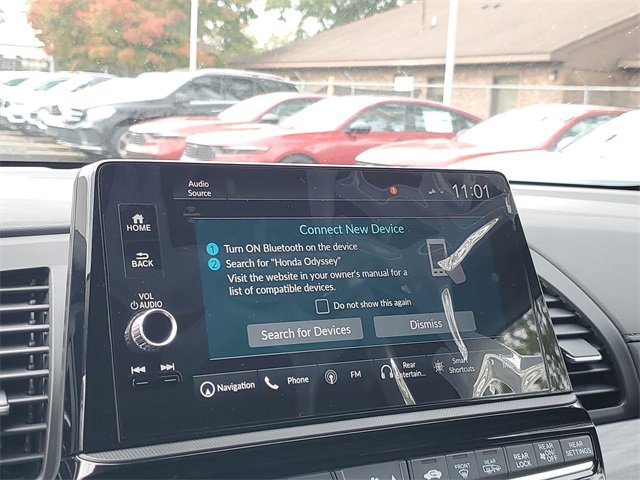 Audio
Source
11:01
HOME
BACK
VOL
AUDIO
Connect New Device
1 Turn ON Bluetooth on the device
2 Search for "Honda Odyssey"
Visit the website in your owner's manual for a
list of compatible devices.
Do not show this again
Search for Devices
Dismiss
Navigation
Phone
FM
Rear
Entertain...
Smart
Shortcuts
REAR
LOCK
REAR
ON/OFF
REAR
SETTINGS
FRONT
REAR